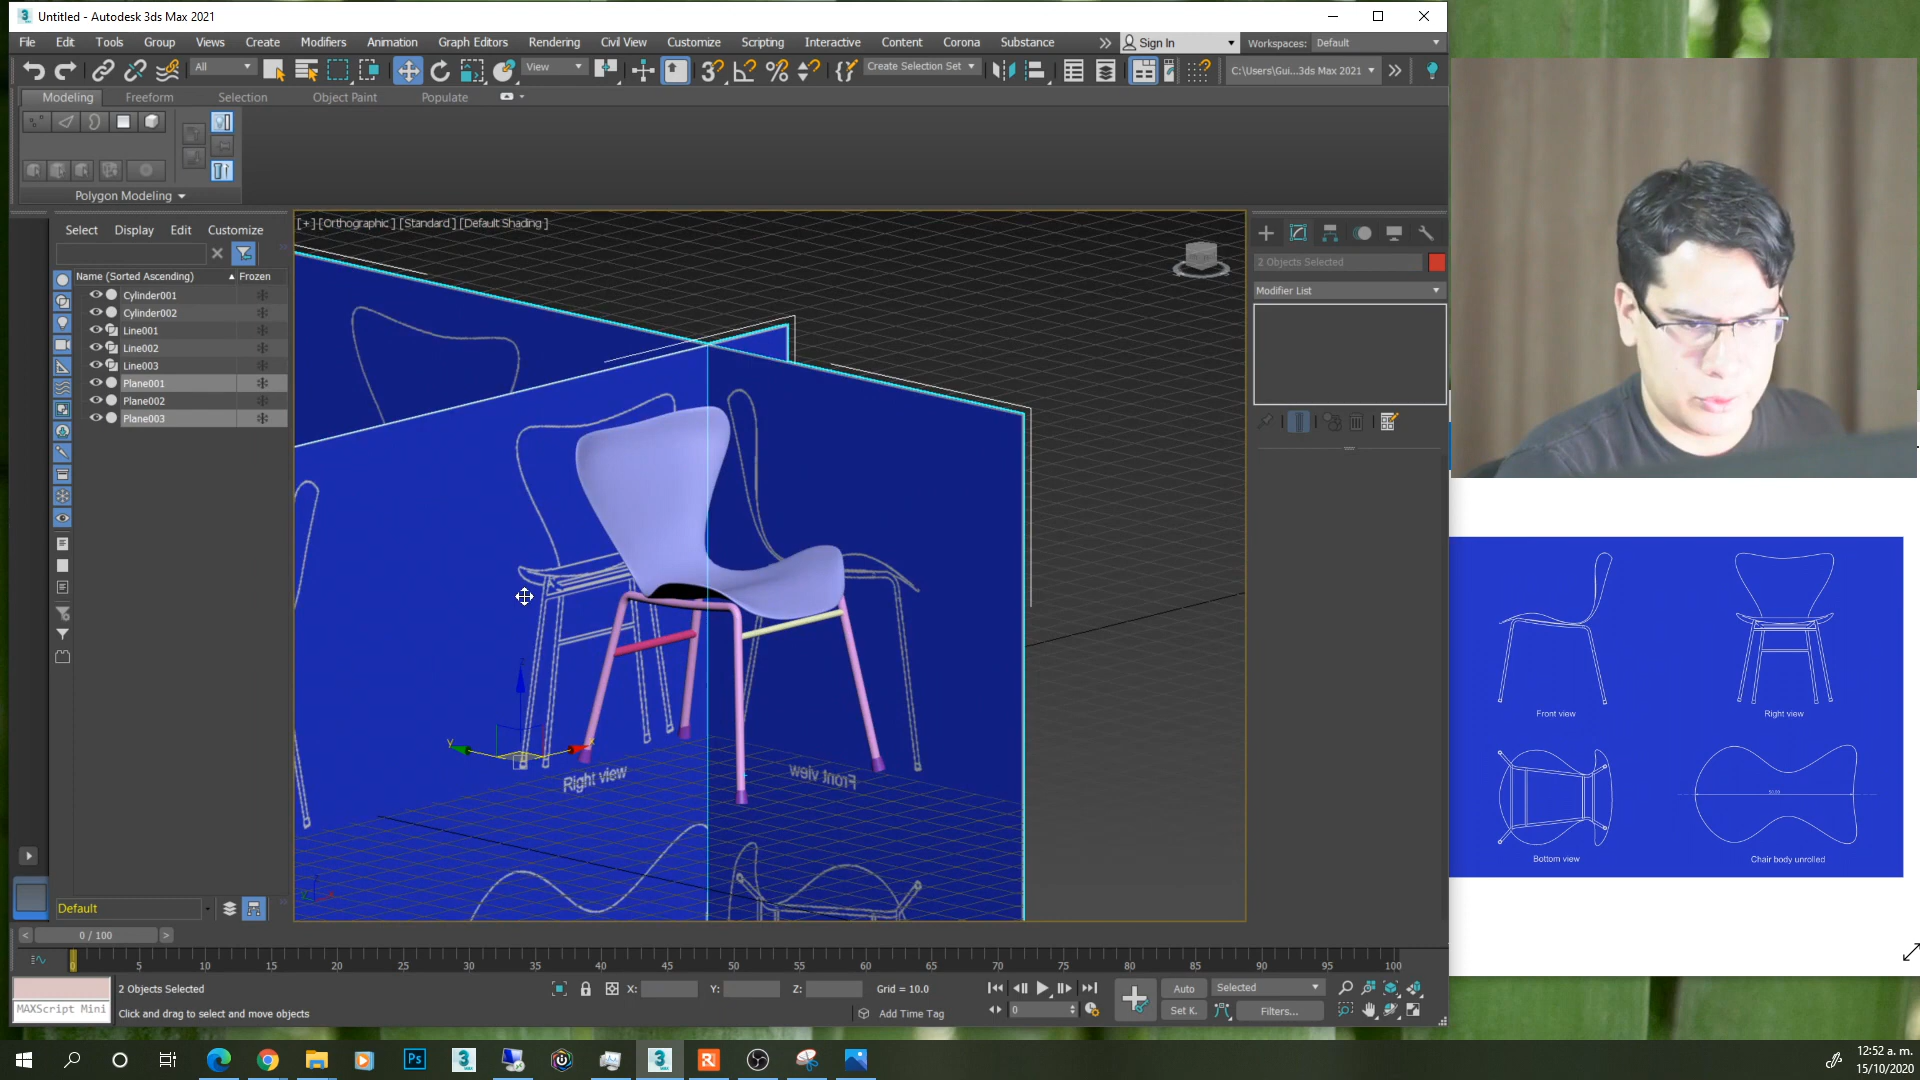 Untitled - Autodesk 3ds Max 2021
File Edit Tools Group Views Create Modifiers Animation Graph Editors Rendering Civil View Customize Scripting Interactive Content Corona Substance
Sign In
Workspaces: Default
All
View
Create Selection Set
C:\Users\Gui...3ds Max 2021
Modeling Freeform Selection Object Paint Populate
Polygon Modeling
Select Display Edit Customize
Name (Sorted Ascending) Frozen
Cylinder001
Cylinder002
Line001
Line002
Line003
Plane001
Plane002
Plane003
Default
[+] [Orthographic ] [Standard ] [Default Shading ]
Right view
Front view
2 Objects Selected
Modifier List
Front view
Right view
Bottom view
Chair body unrolled
0 / 100
0 5 10 15 20 25 30 35 40 45 50 55 60 65 70 75 80 85 90 95 100
MAXScript Mini
2 Objects Selected
Click and drag to select and move objects
X: Y: Z: Grid = 10.0
Add Time Tag
0
Auto
Selected
Set K.
Filters...
12:52 a. m.
15/10/2020